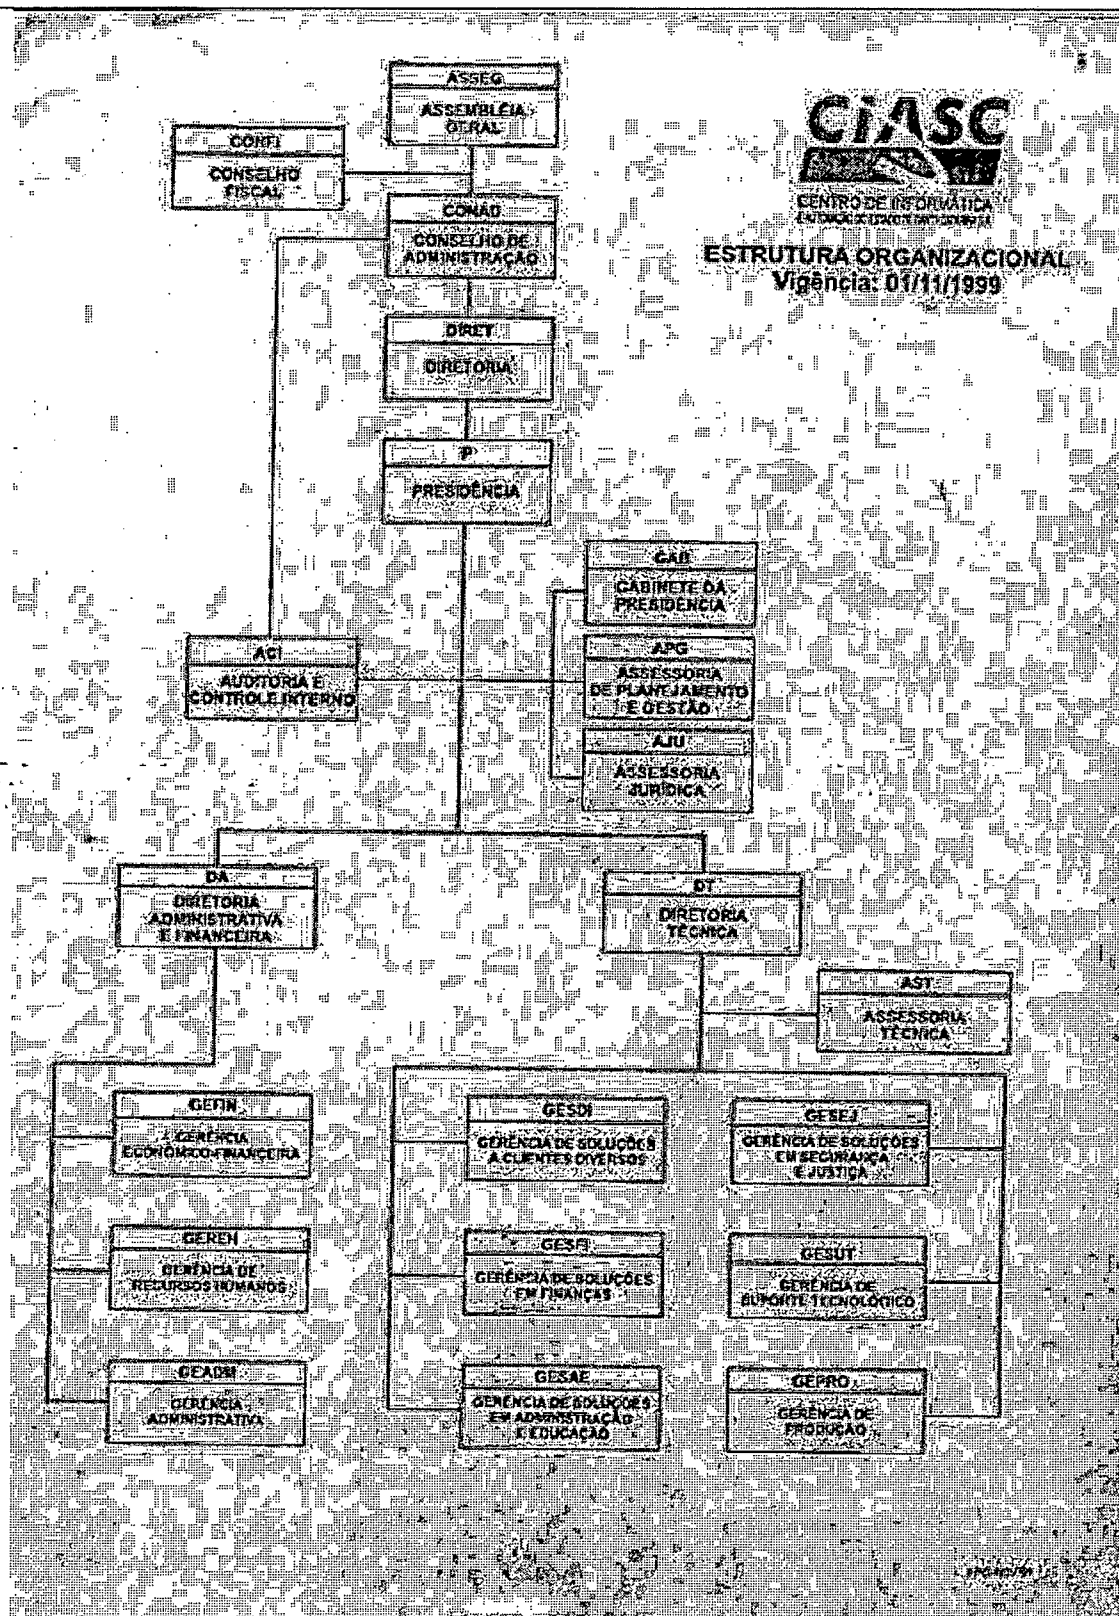 ASSEG
ASSEMBLÉIA
GERAL
CiASC
CENTRO DE INFORMÁTICA
ESTRUTURA ORGANIZACIONAL
Vigência: 01/11/1999
CONSELHO
FISCAL
CONAD
CONSELHO DE
ADMINISTRAÇÃO
DIRET
DIRETORIA
P
PRESIDÊNCIA
GAB
GABINETE DA
PRESIDÊNCIA
ACI
AUDITORIA E
CONTROLE INTERNO
APG
ASSESSORIA
DE PLANEJAMENTO
E GESTÃO
AJU
ASSESSORIA
JURÍDICA
DA
DIRETORIA
ADMINISTRATIVA
E FINANCEIRA
DT
DIRETORIA
TÉCNICA
AST
ASSESSORIA
TÉCNICA
GEFIN
GERÊNCIA
ECONÔMICO-FINANCEIRA
GESDI
GERÊNCIA DE SOLUÇÕES
A CLIENTES DIVERSOS
GESEJ
GERÊNCIA DE SOLUÇÕES
EM SEGURANÇA
E JUSTIÇA
GEREH
GERÊNCIA DE
RECURSOS HUMANOS
GESFI
GERÊNCIA DE SOLUÇÕES
EM FINANÇAS
GESUT
GERÊNCIA DE
SUPORTE TECNOLÓGICO
GEADM
GERÊNCIA
ADMINISTRATIVA
GESAE
GERÊNCIA DE SOLUÇÕES
EM ADMINISTRAÇÃO
E EDUCAÇÃO
GEPRO
GERÊNCIA DE
PRODUÇÃO